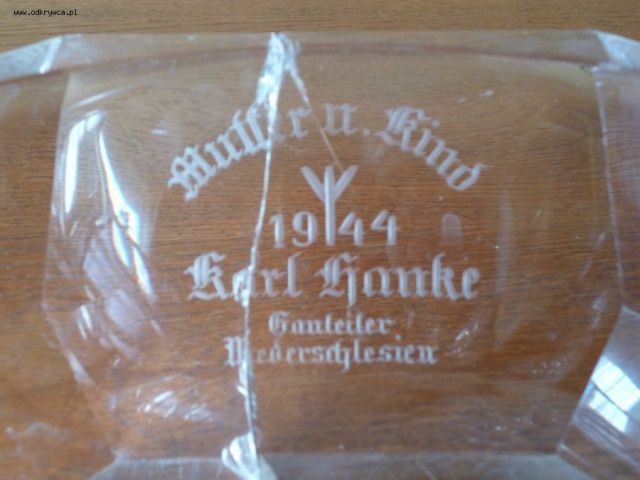 www.odkrywca.pl
Mutter u. Kind
1944
Karl Hanke
Gauleiter
Niederschlesien